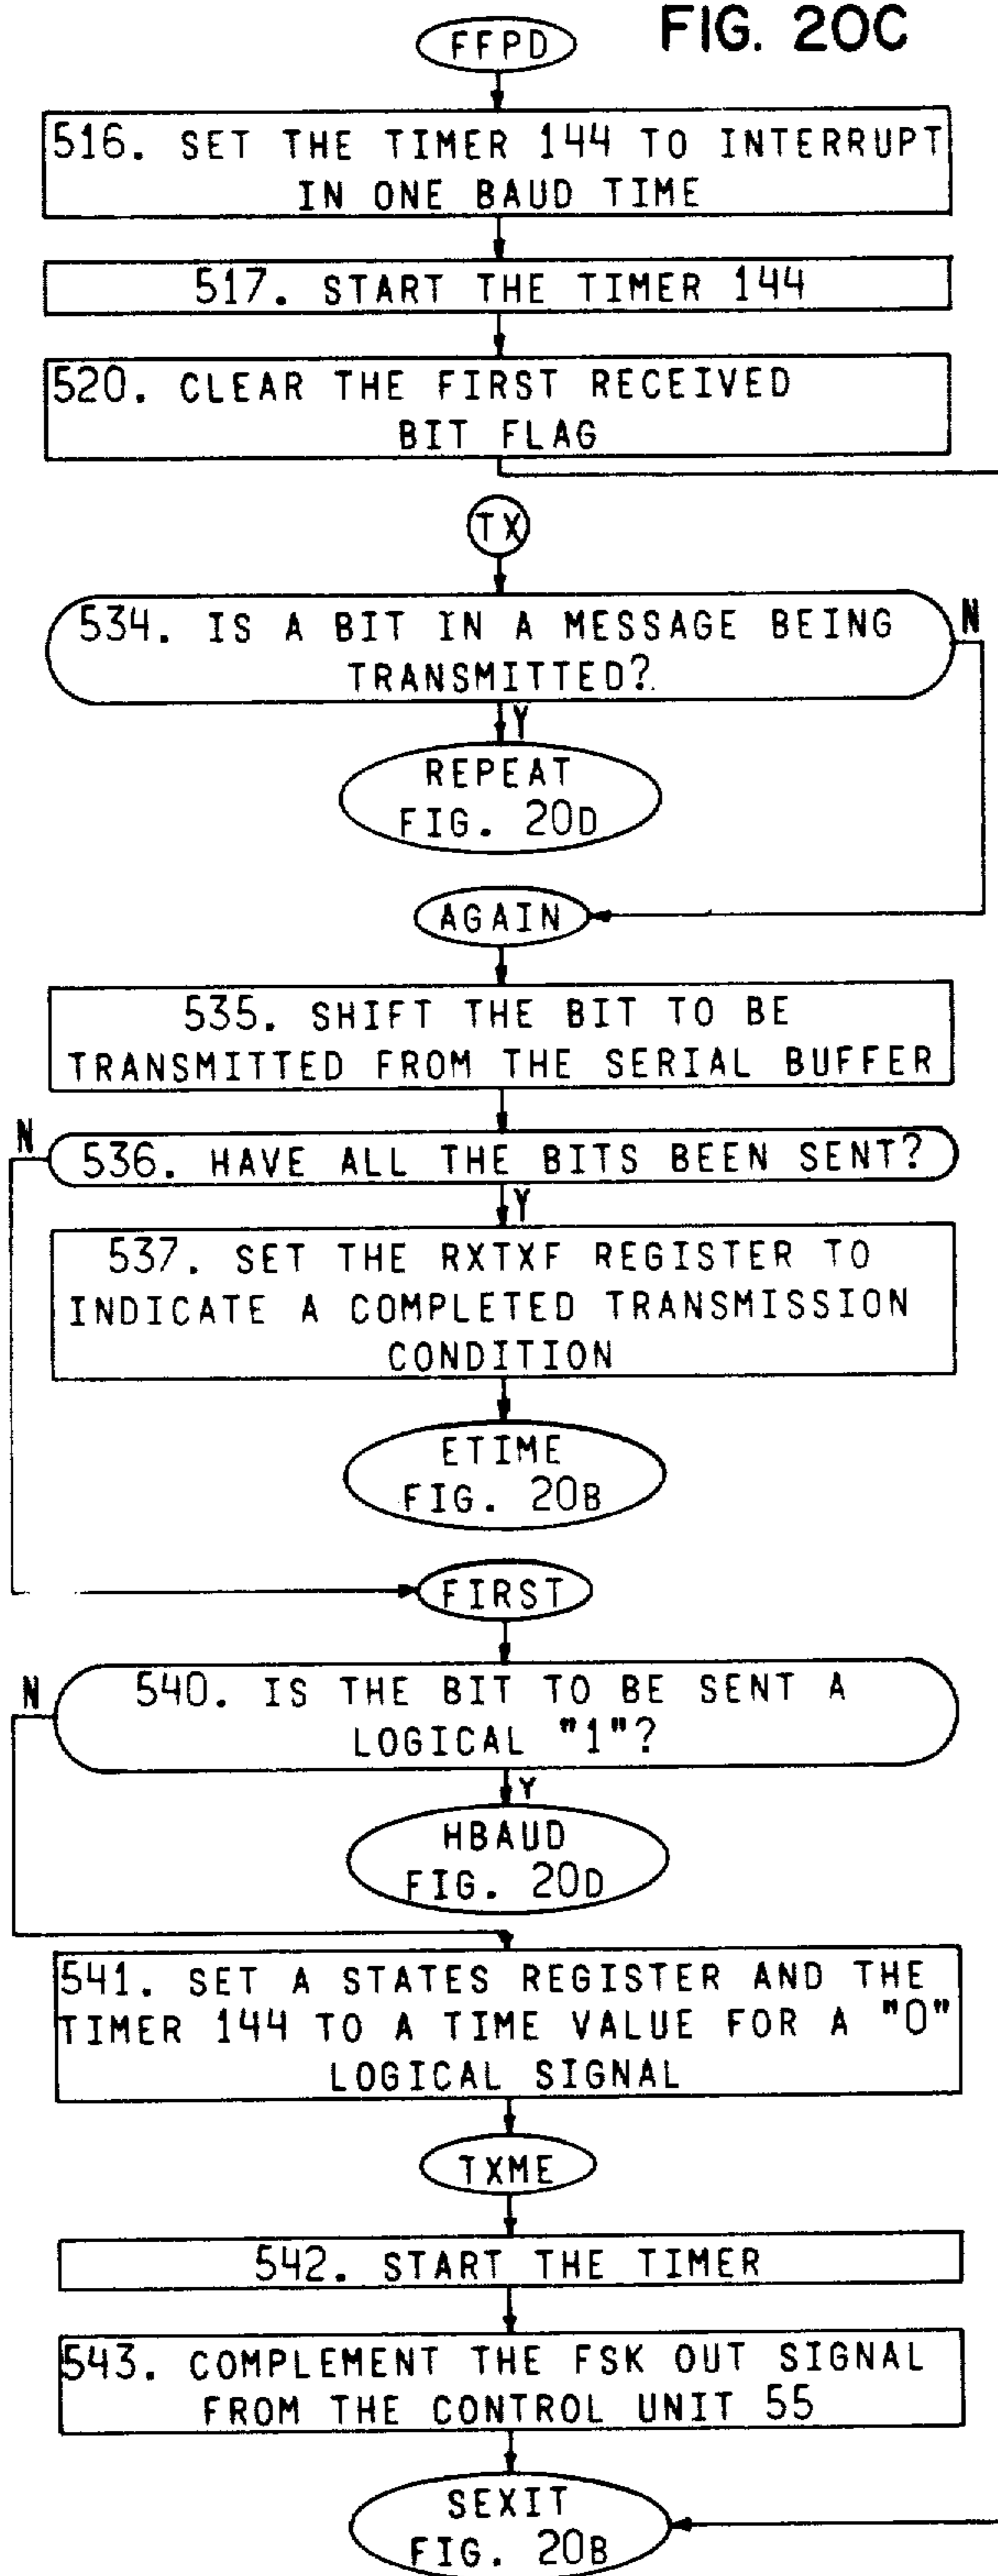 FIG. 20C
FFPD
516. SET THE TIMER 144 TO INTERRUPT
IN ONE BAUD TIME
517. START THE TIMER 144
520. CLEAR THE FIRST RECEIVED
BIT FLAG
TX
534. IS A BIT IN A MESSAGE BEING
TRANSMITTED?
N
Y
REPEAT
FIG. 20D
AGAIN
535. SHIFT THE BIT TO BE
TRANSMITTED FROM THE SERIAL BUFFER
N
536. HAVE ALL THE BITS BEEN SENT?
Y
537. SET THE RXTXF REGISTER TO
INDICATE A COMPLETED TRANSMISSION
CONDITION
ETIME
FIG. 20B
FIRST
N
540. IS THE BIT TO BE SENT A
LOGICAL "1"?
Y
HBAUD
FIG. 20D
541. SET A STATES REGISTER AND THE
TIMER 144 TO A TIME VALUE FOR A "0"
LOGICAL SIGNAL
TXME
542. START THE TIMER
543. COMPLEMENT THE FSK OUT SIGNAL
FROM THE CONTROL UNIT 55
SEXIT
FIG. 20B